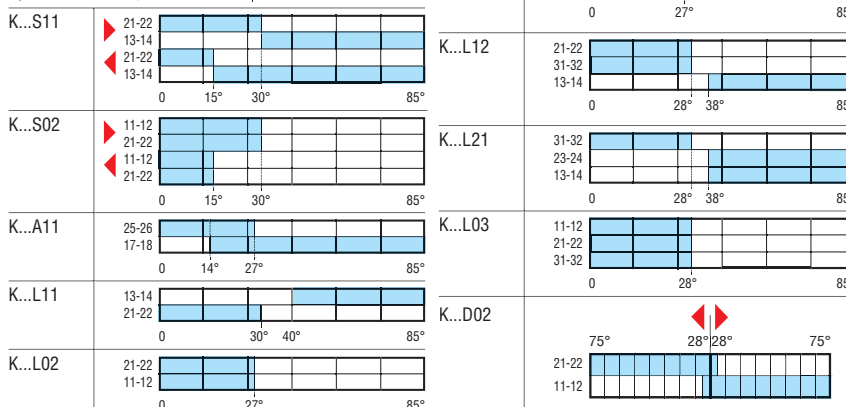 K...S11
21-22
13-14
21-22
13-14
0 15° 30° 85°
K...S02
11-12
21-22
11-12
21-22
0 15° 30° 85°
K...A11
25-26
17-18
0 14° 27° 85°
K...L11
13-14
21-22
0 30° 40° 85°
K...L02
21-22
11-12
0 27° 85°
0 27° 85
K...L12
21-22
31-32
13-14
0 28° 38° 85
K...L21
31-32
23-24
13-14
0 28° 38° 85
K...L03
11-12
21-22
31-32
0 28° 85
K...D02
75° 28° 28° 75°
21-22
11-12